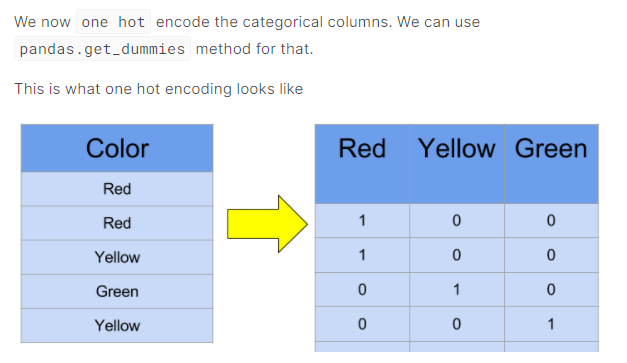 We now one hot encode the categorical columns. We can use
pandas.get_dummies method for that.
This is what one hot encoding looks like
Color
Red
Red
Yellow
Green
Yellow
Red Yellow Green
1 0 0
1 0 0
0 1 0
0 0 1